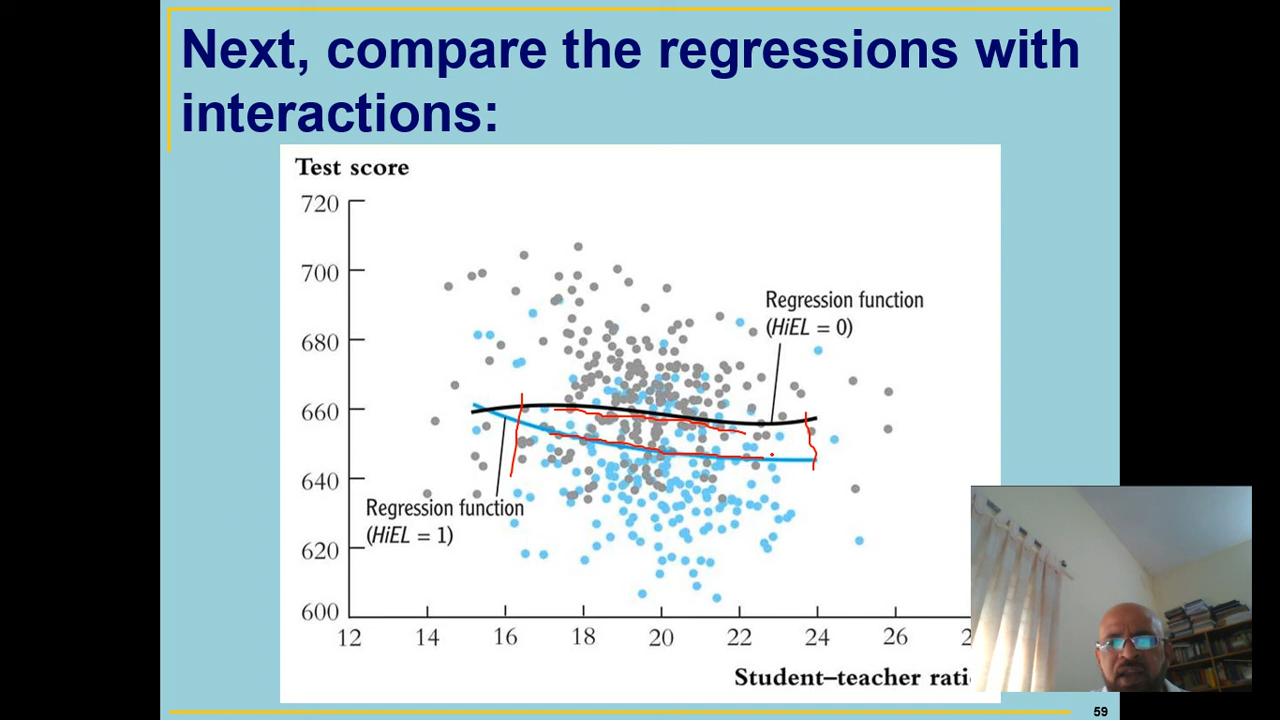 Next, compare the regressions with
interactions:
Test score
720
700
680
660
640
620
600
Regression function
(HiEL = 0)
Regression function
(HiEL = 1)
12 14 16 18 20 22 24 26 2
Student–teacher rati
59